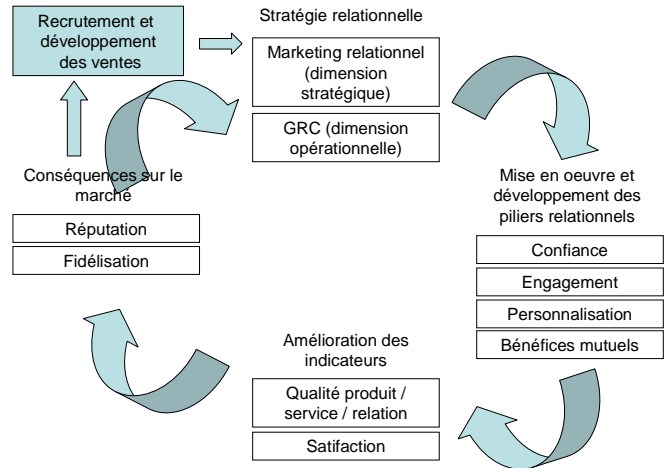 Recrutement et
développement
des ventes
Stratégie relationnelle
Marketing relationnel
(dimension
stratégique)
GRC (dimension
opérationnelle)
Mise en oeuvre et
développement des
piliers relationnels
Confiance
Engagement
Personnalisation
Bénéfices mutuels
Amélioration des
indicateurs
Qualité produit /
service / relation
Satifaction
Conséquences sur le
marché
Réputation
Fidélisation